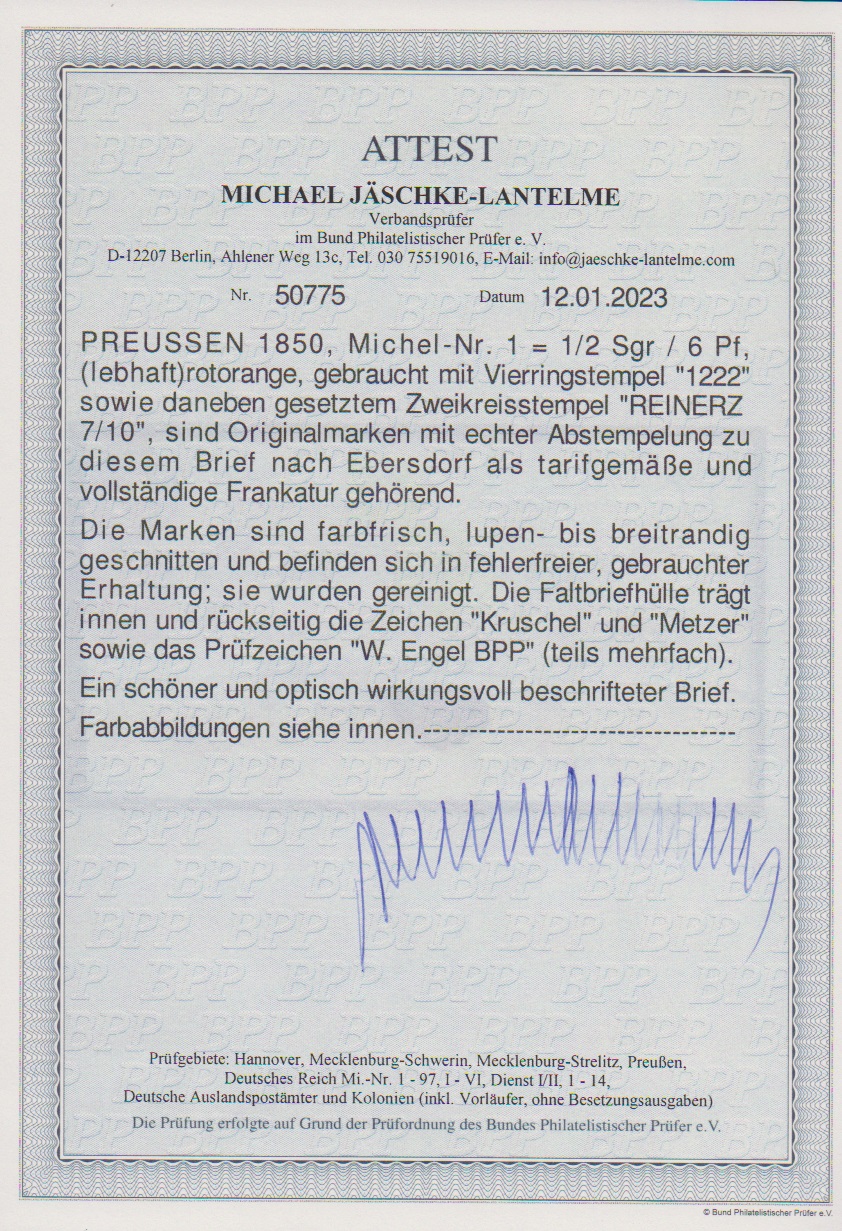 ATTEST
MICHAEL JÄSCHKE-LANTELME
Verbandsprüfer
im Bund Philatelistischer Prüfer e. V.
D-12207 Berlin, Ahlener Weg 13c, Tel. 030 75519016, E-Mail: info@jaeschke-lantelme.com
Nr. 50775 Datum 12.01.2023
PREUSSEN 1850, Michel-Nr. 1 = 1/2 Sgr / 6 Pf,
(lebhaft)rotorange, gebraucht mit Vierringstempel "1222"
sowie daneben gesetztem Zweikreisstempel "REINERZ
7/10", sind Originalmarken mit echter Abstempelung zu
diesem Brief nach Ebersdorf als tarifgemäße und
vollständige Frankatur gehörend.
Die Marken sind farbfrisch, lupen- bis breitrandig
geschnitten und befinden sich in fehlerfreier, gebrauchter
Erhaltung; sie wurden gereinigt. Die Faltbriefhülle trägt
innen und rückseitig die Zeichen "Kruschel" und "Metzer"
sowie das Prüfzeichen "W. Engel BPP" (teils mehrfach).
Ein schöner und optisch wirkungsvoll beschrifteter Brief.
Farbabbildungen siehe innen.----------------------------------
Prüfgebiete: Hannover, Mecklenburg-Schwerin, Mecklenburg-Strelitz, Preußen,
Deutsches Reich Mi.-Nr. 1 - 97, I - VI, Dienst I/II, 1 - 14,
Deutsche Auslandspostämter und Kolonien (inkl. Vorläufer, ohne Besetzungsausgaben)
Die Prüfung erfolgte auf Grund der Prüfordnung des Bundes Philatelistischer Prüfer e.V.
© Bund Philatelistischer Prüfer e.V.